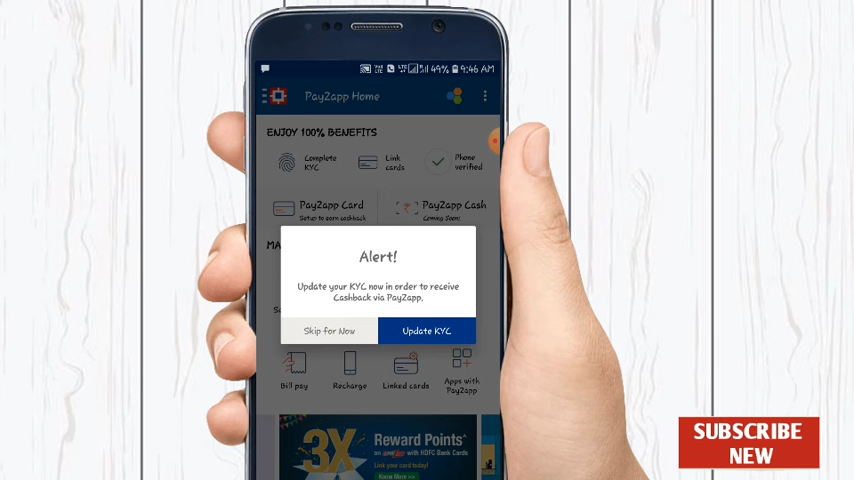 49% 9:46 AM
PayZapp Home
ENJOY 100% BENEFITS
Complete
KYC
Link
cards
Phone
verified
PayZapp Card
Setup to earn cashback
PayZapp Cash
Coming Soon!
MA
Alert!
Update your KYC now in order to receive
Cashback via PayZapp.
Skip for Now
Update KYC
Bill pay
Recharge
Linked cards
Apps with
PayZapp
3X
Reward Points^
with HDFC Bank Cards
Link your card today!
Know More >>
SUBSCRIBE
NEW